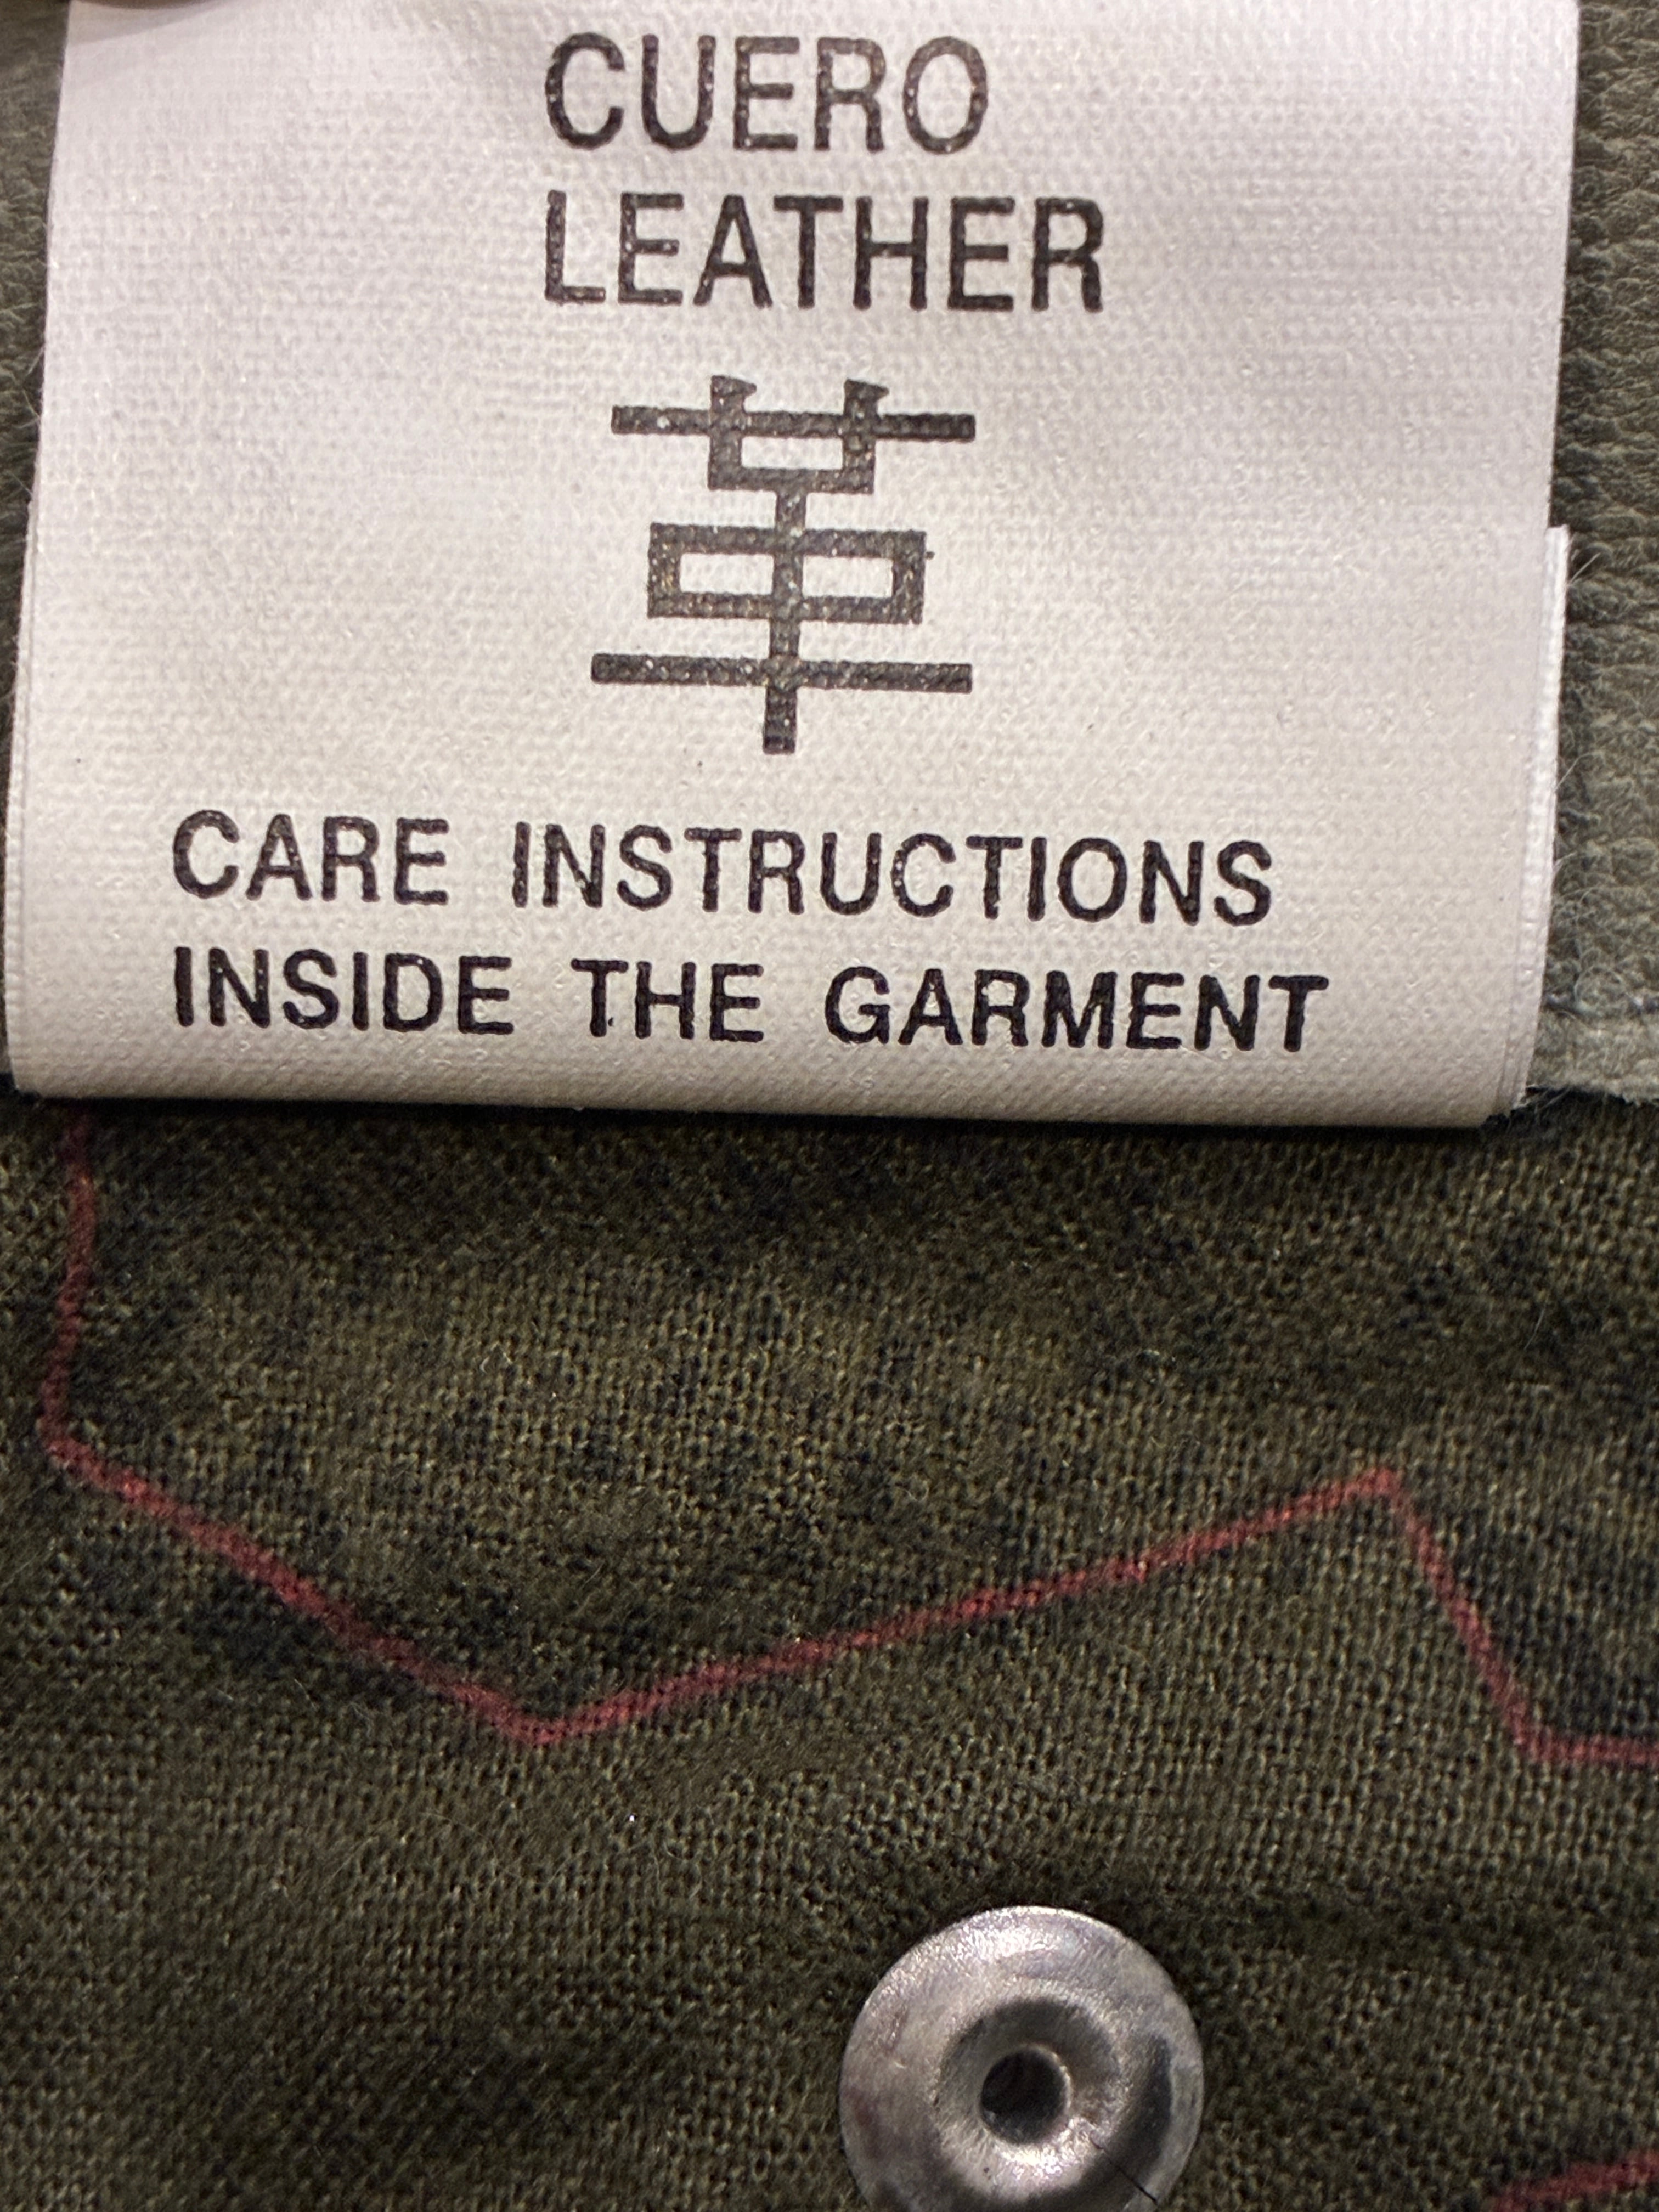 CUERO
LEATHER
革
CARE INSTRUCTIONS
INSIDE THE GARMENT